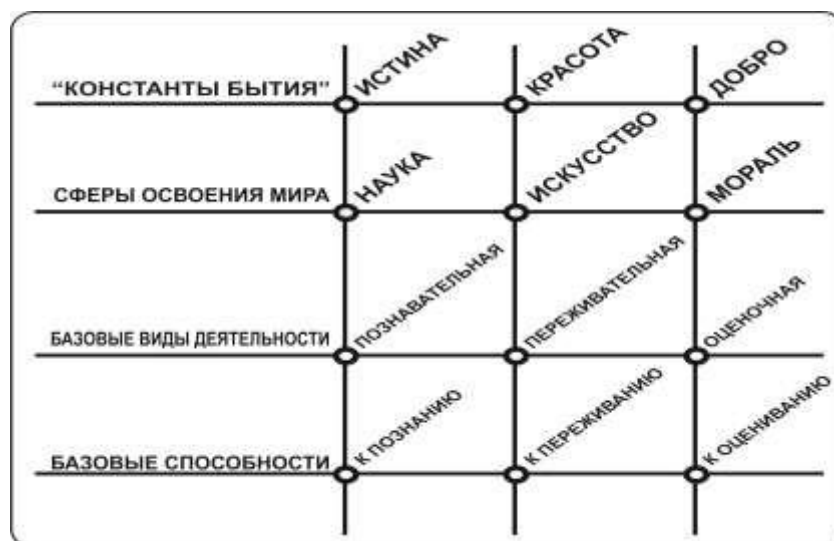 “КОНСТАНТЫ БЫТИЯ”
ИСТИНА
КРАСОТА
ДОБРО
СФЕРЫ ОСВОЕНИЯ МИРА
НАУКА
ИСКУССТВО
МОРАЛЬ
БАЗОВЫЕ ВИДЫ ДЕЯТЕЛЬНОСТИ
ПОЗНАВАТЕЛЬНАЯ
ПЕРЕЖИВАТЕЛЬНАЯ
ОЦЕНОЧНАЯ
БАЗОВЫЕ СПОСОБНОСТИ
К ПОЗНАНИЮ
К ПЕРЕЖИВАНИЮ
К ОЦЕНИВАНИЮ